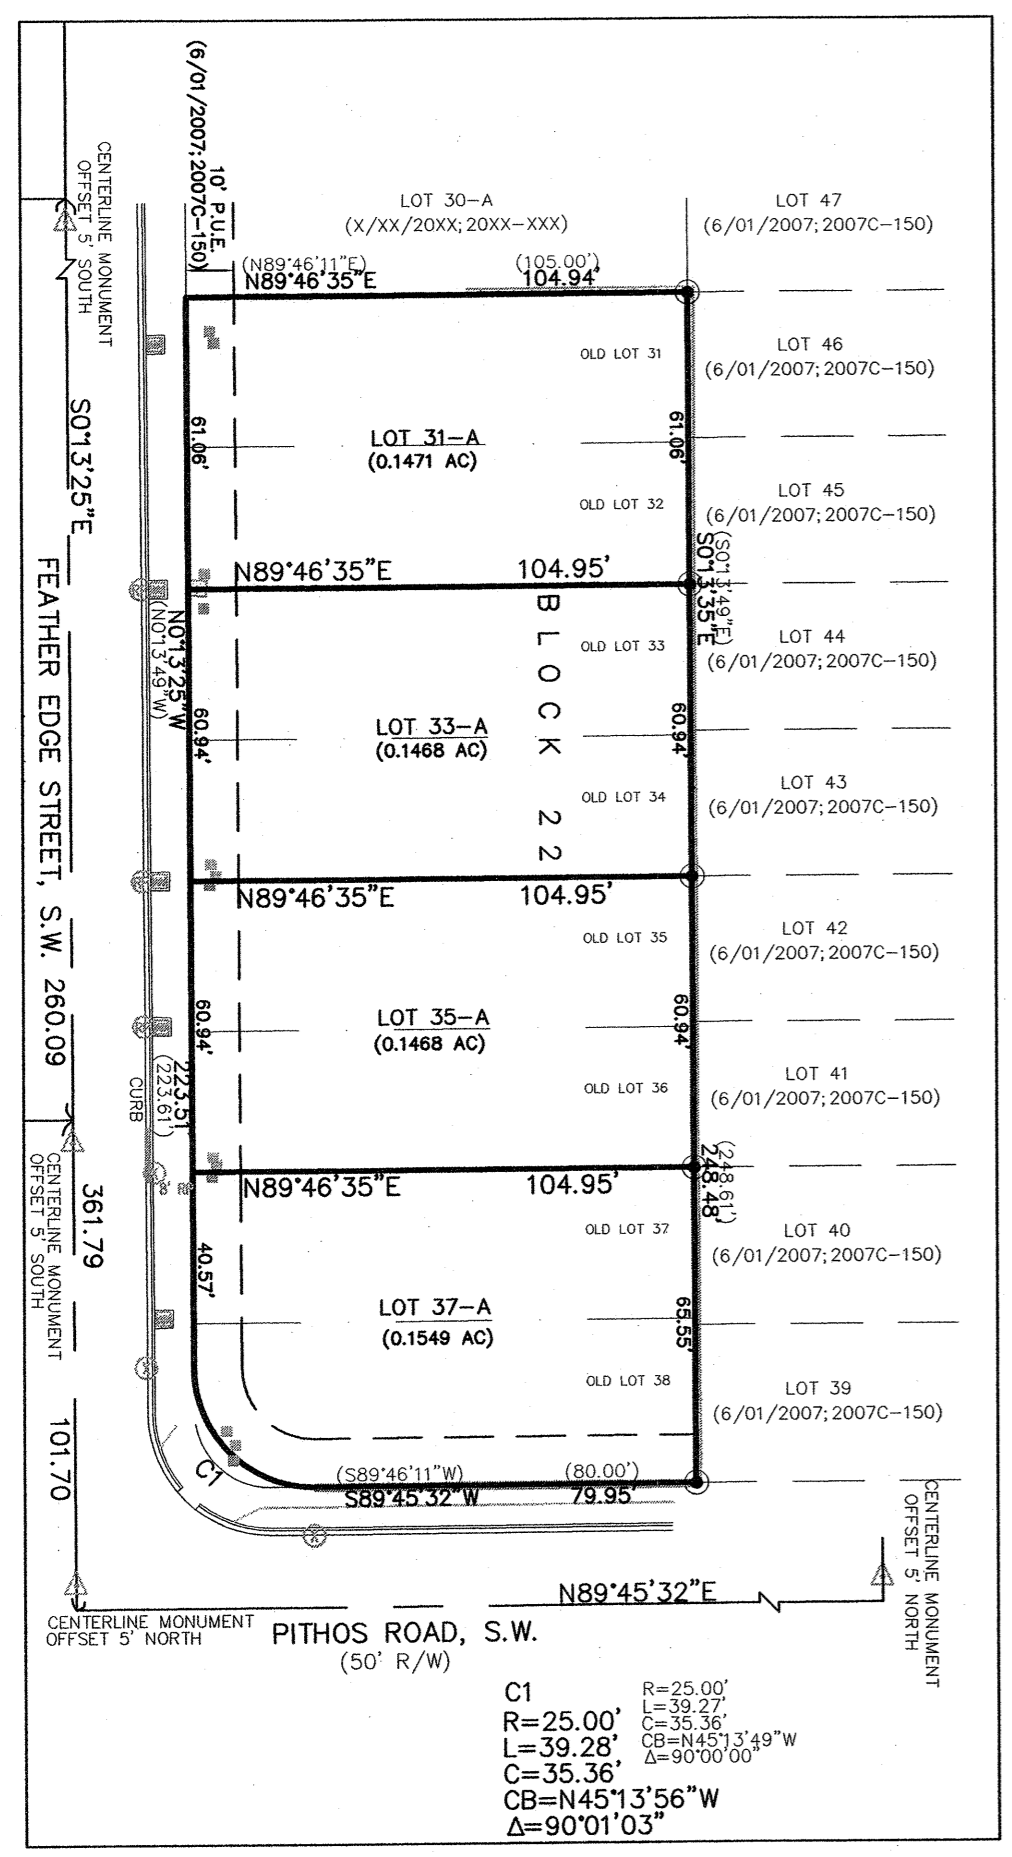 (6/01/2007; 2007C-150)
10' P.U.E.
CENTERLINE MONUMENT
OFFSET 5' SOUTH
LOT 30-A
(X/XX/20XX; 20XX-XXX)
LOT 47
(6/01/2007; 2007C-150)
(N89°46'11"E)
(105.00')
N89°46'35"E
104.94'
OLD LOT 31
LOT 46
(6/01/2007; 2007C-150)
61.06'
LOT 31-A
(0.1471 AC)
61.06'
OLD LOT 32
LOT 45
(6/01/2007; 2007C-150)
S0°13'25"E
N89°46'35"E
104.95'
(S0°13'49"E)
S0°13'35"E
BLOCK 22
OLD LOT 33
LOT 44
(6/01/2007; 2007C-150)
N0°13'25"W
(N0°13'49"W)
FEATHER EDGE STREET, S.W.
260.09
60.94'
LOT 33-A
(0.1468 AC)
60.94'
OLD LOT 34
LOT 43
(6/01/2007; 2007C-150)
N89°46'35"E
104.95'
OLD LOT 35
LOT 42
(6/01/2007; 2007C-150)
60.94'
LOT 35-A
(0.1468 AC)
60.94'
OLD LOT 36
LOT 41
(6/01/2007; 2007C-150)
223.51'
(223.61')
CURB
CENTERLINE MONUMENT
OFFSET 5' SOUTH
361.79
N89°46'35"E
104.95'
(248.61')
248.48'
OLD LOT 37
LOT 40
(6/01/2007; 2007C-150)
40.57'
LOT 37-A
(0.1549 AC)
65.55'
OLD LOT 38
LOT 39
(6/01/2007; 2007C-150)
101.70
C1
(S89°46'11"W)
(80.00')
S89°45'32"W
79.95'
CENTERLINE MONUMENT
OFFSET 5' NORTH
N89°45'32"E
CENTERLINE MONUMENT
OFFSET 5' NORTH
PITHOS ROAD, S.W.
(50' R/W)
C1
R=25.00'
L=39.28'
C=35.36'
CB=N45°13'56"W
Δ=90°01'03"
R=25.00'
L=39.27'
C=35.36'
CB=N45°13'49"W
Δ=90°00'00"